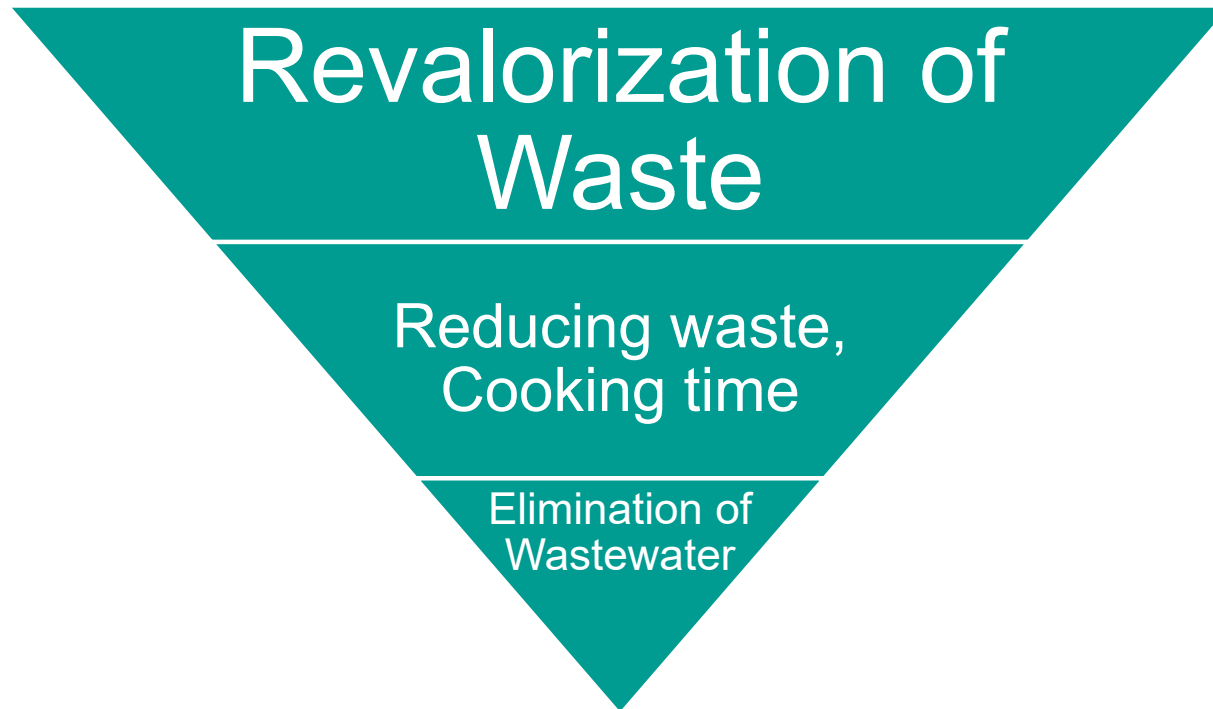 Revalorization of
Waste
Reducing waste,
Cooking time
Elimination of
Wastewater